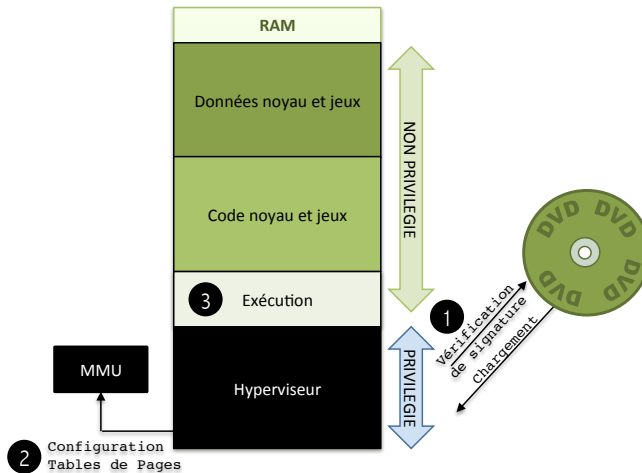 RAM
Données noyau et jeux
NON PRIVILEGIE
Code noyau et jeux
DVD DVD
DVD DVD
3 Exécution
1
Vérification
de signature
Chargement
PRIVILEGIE
MMU
Hyperviseur
2 Configuration
Tables de Pages